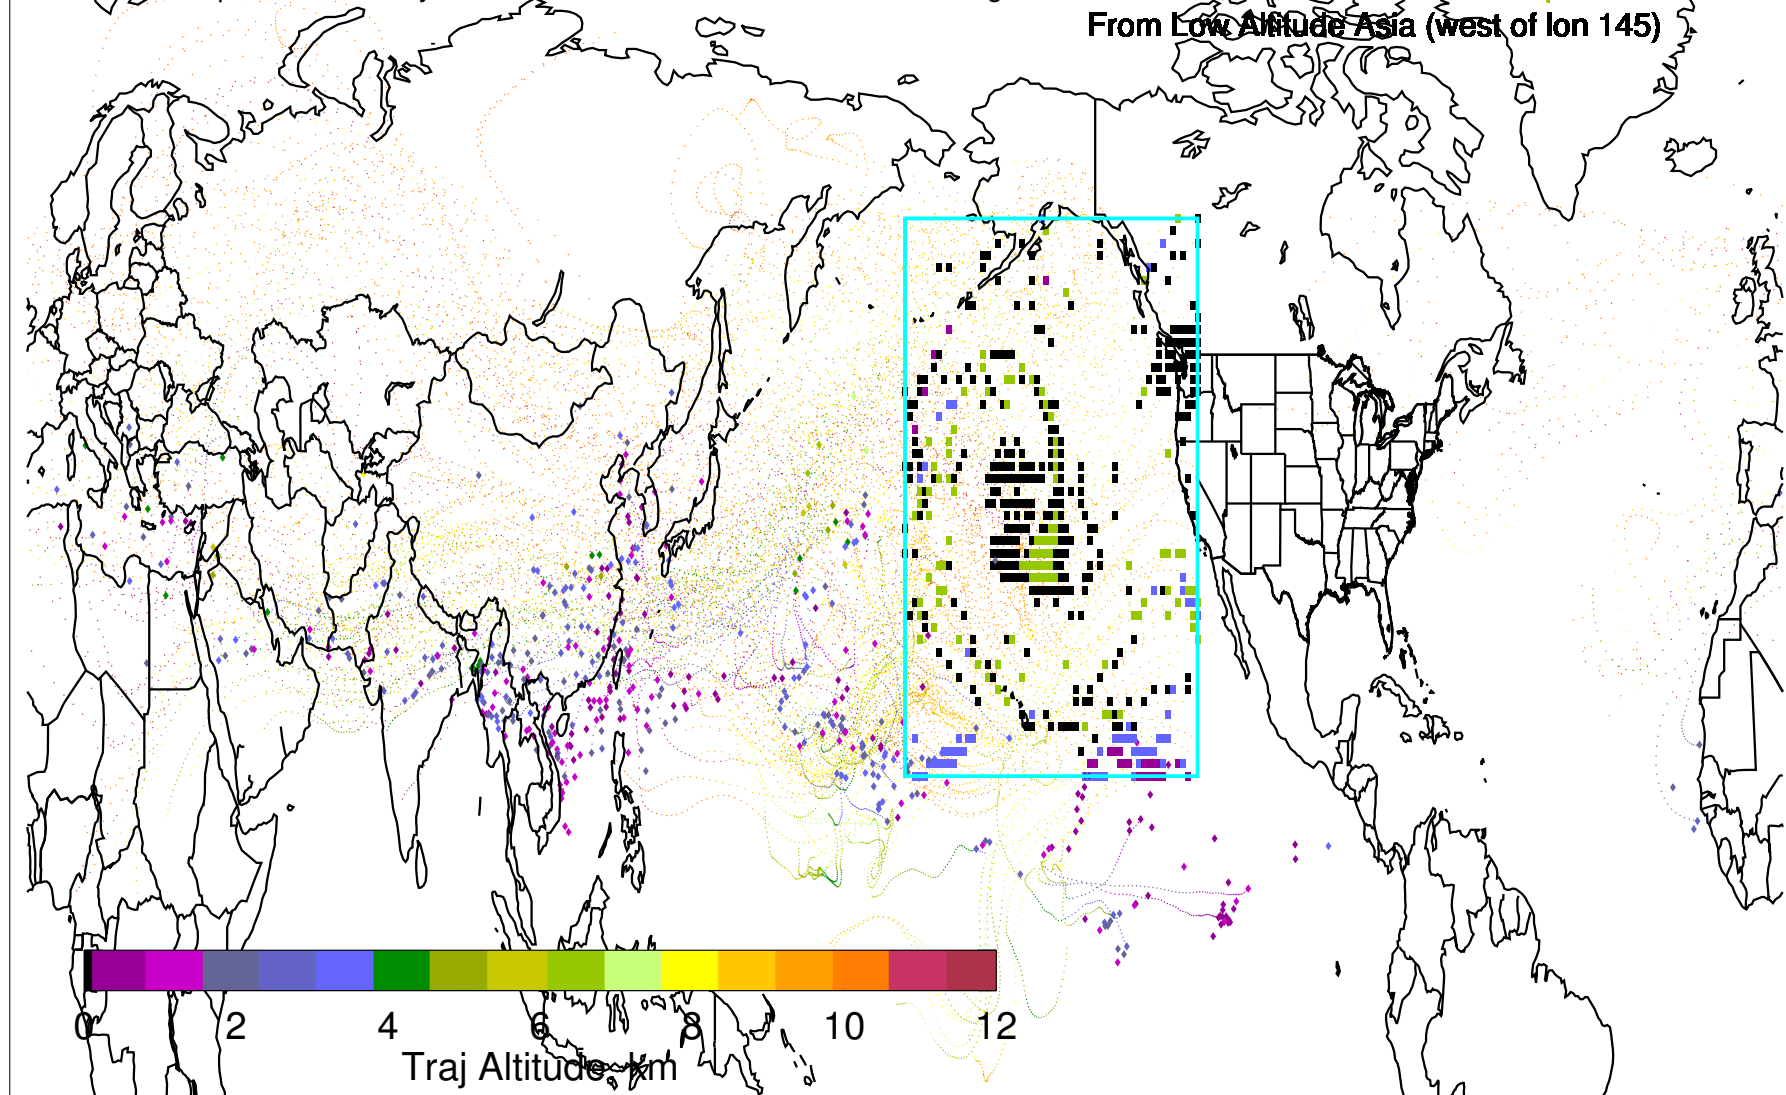 From Low Altitude Asia (west of lon 145)
0 2 4 6 8 10 12
Traj Altitude km